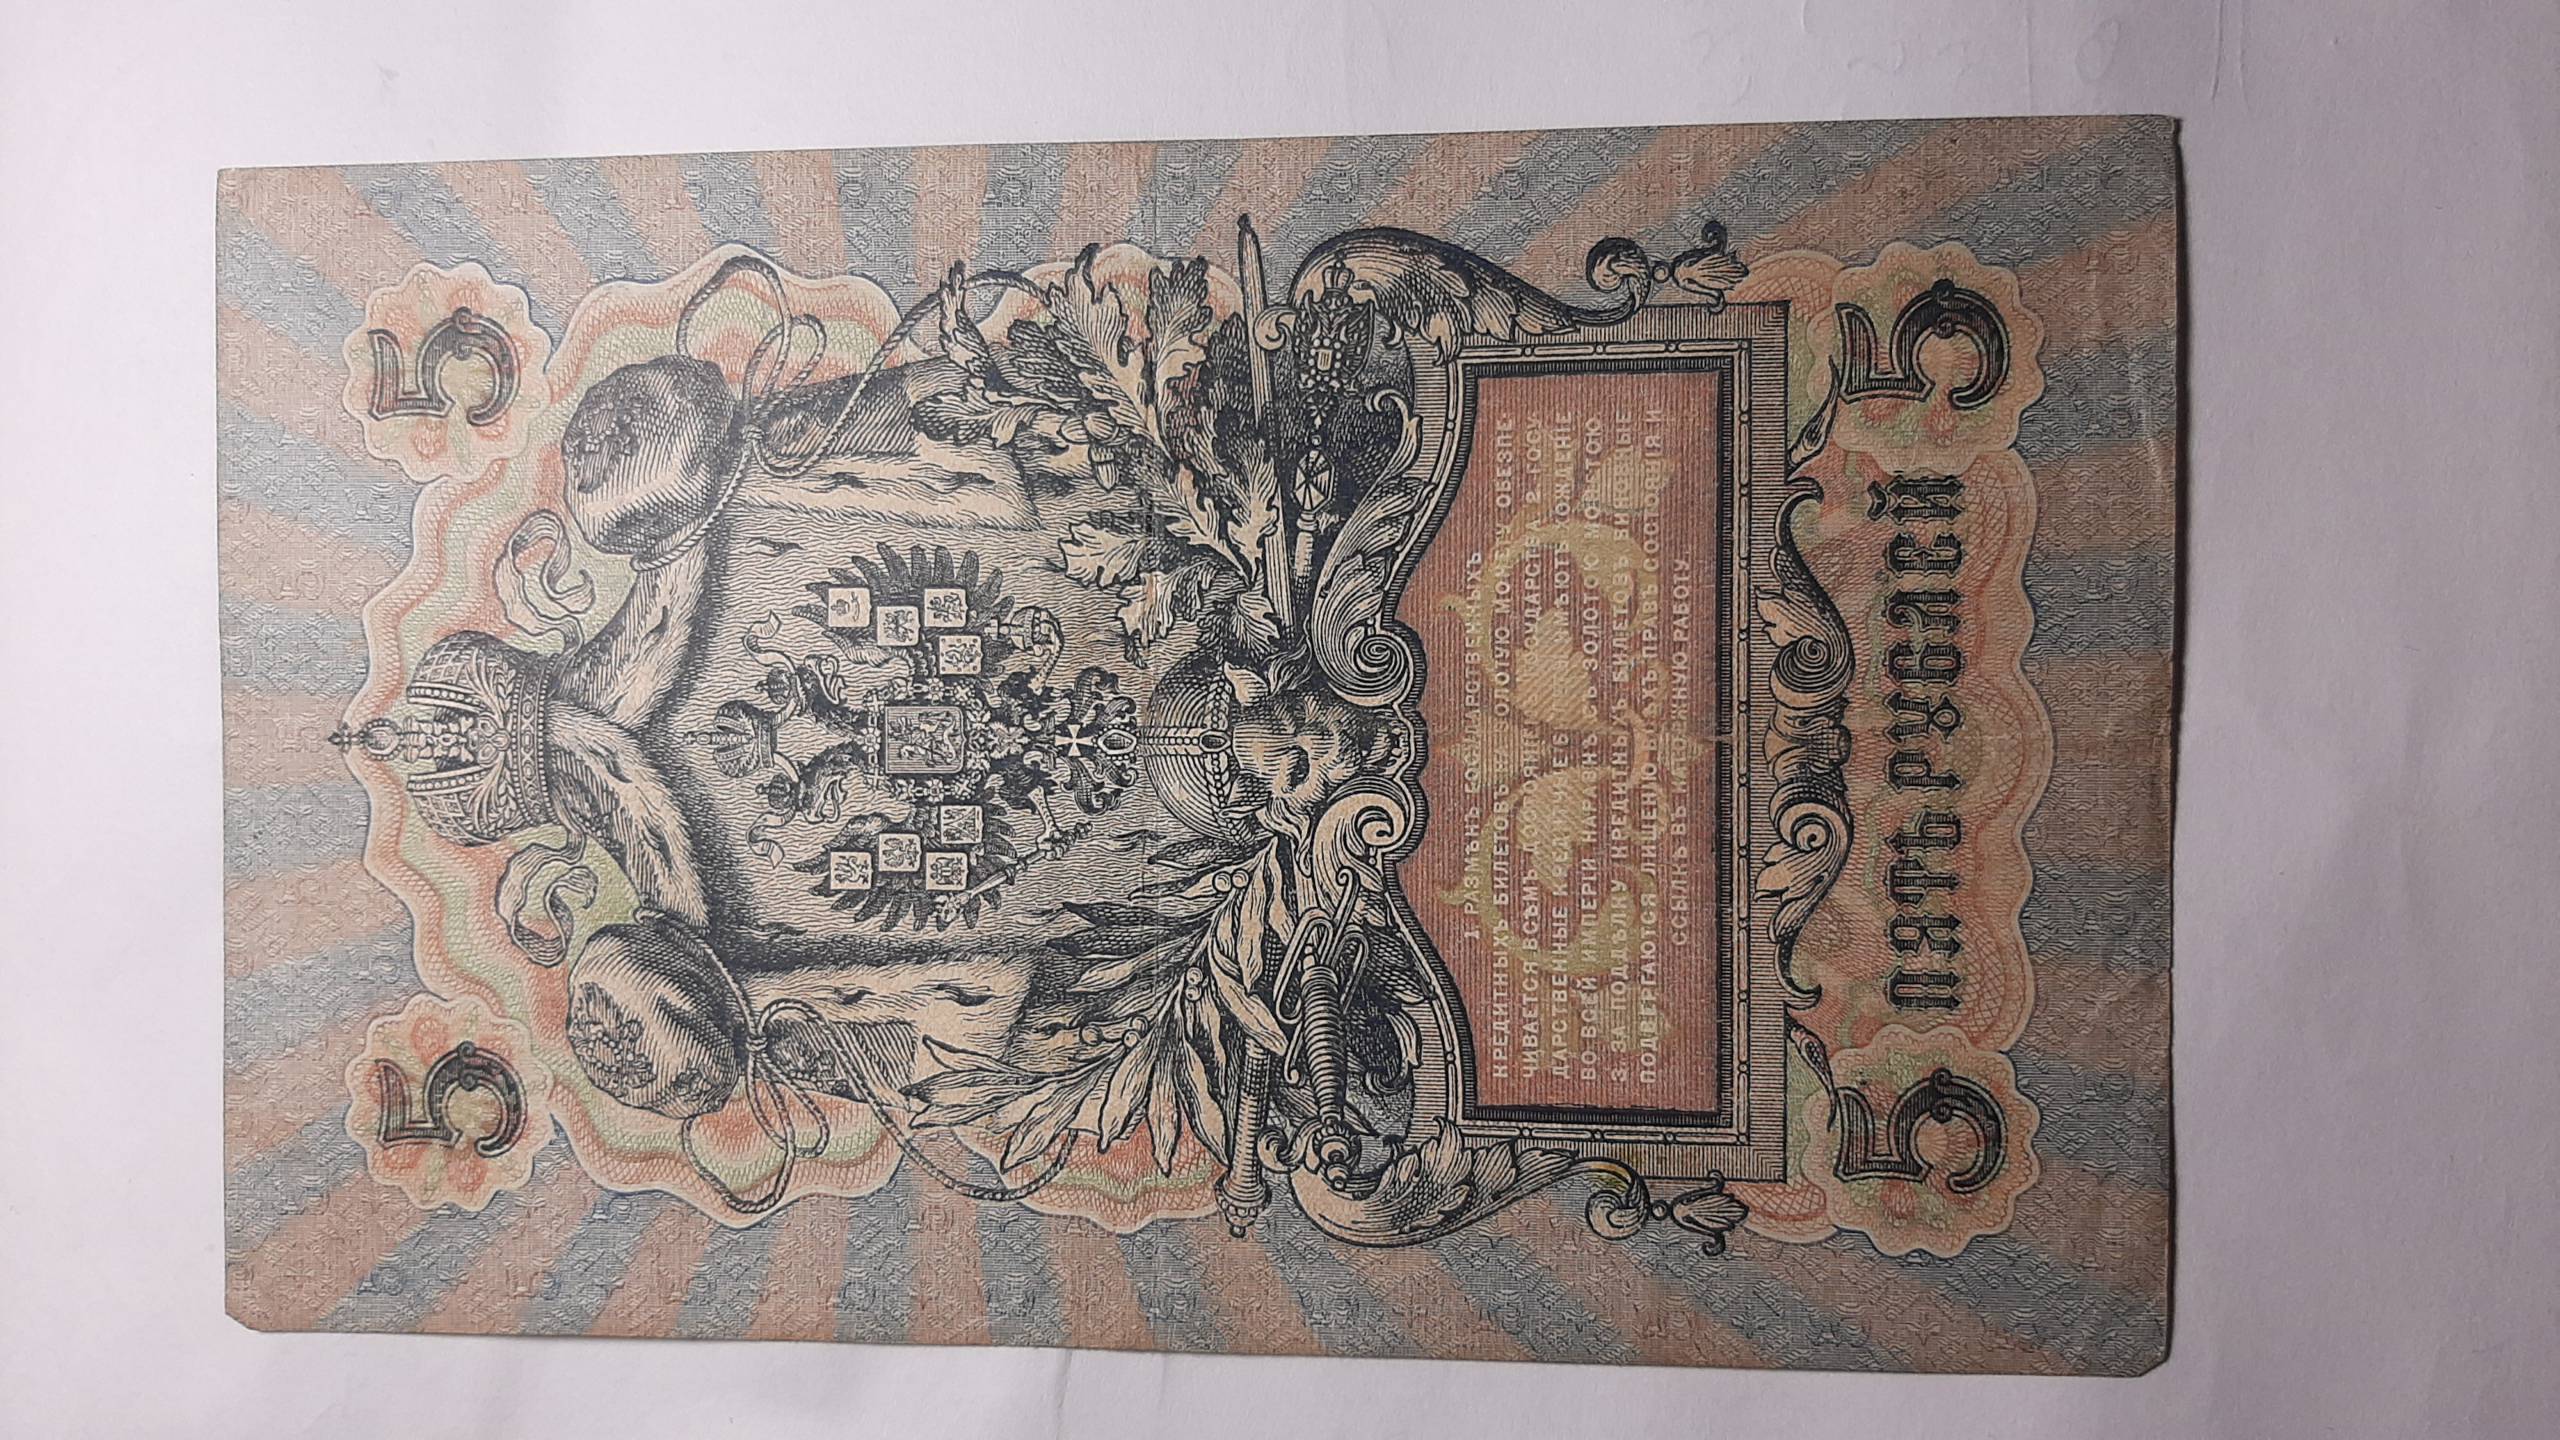 5 5
1 РАЗМѢНЪ ГОСУДАРСТВЕННЫХЪ
КРЕДИТНЫХЪ БИЛЕТОВЪ НА ЗОЛОТУЮ МОНЕТУ ОБЕЗПЕ-
ЧИВАЕТСЯ ВСѢМЪ ДОСТОЯНІЕМЪ ГОСУДАРСТВА. 2. ГОСУ-
ДАРСТВЕННЫЕ КРЕДИТНЫЕ БИЛЕТЫ ИМѢЮТЪ ХОЖДЕНІЕ
ВО ВСЕЙ ИМПЕРІИ НАРАВНѢ СЪ ЗОЛОТОЮ МОНЕТОЮ.
3. ЗА ПОДДѢЛКУ КРЕДИТНЫХЪ БИЛЕТОВЪ ВИНОВНЫЕ
ПОДВЕРГАЮТСЯ ЛИШЕНІЮ ВСѢХЪ ПРАВЪ СОСТОЯНІЯ И
ССЫЛКѢ ВЪ КАТОРЖНУЮ РАБОТУ.
5 ПЯТЬ РУБЛЕЙ 5